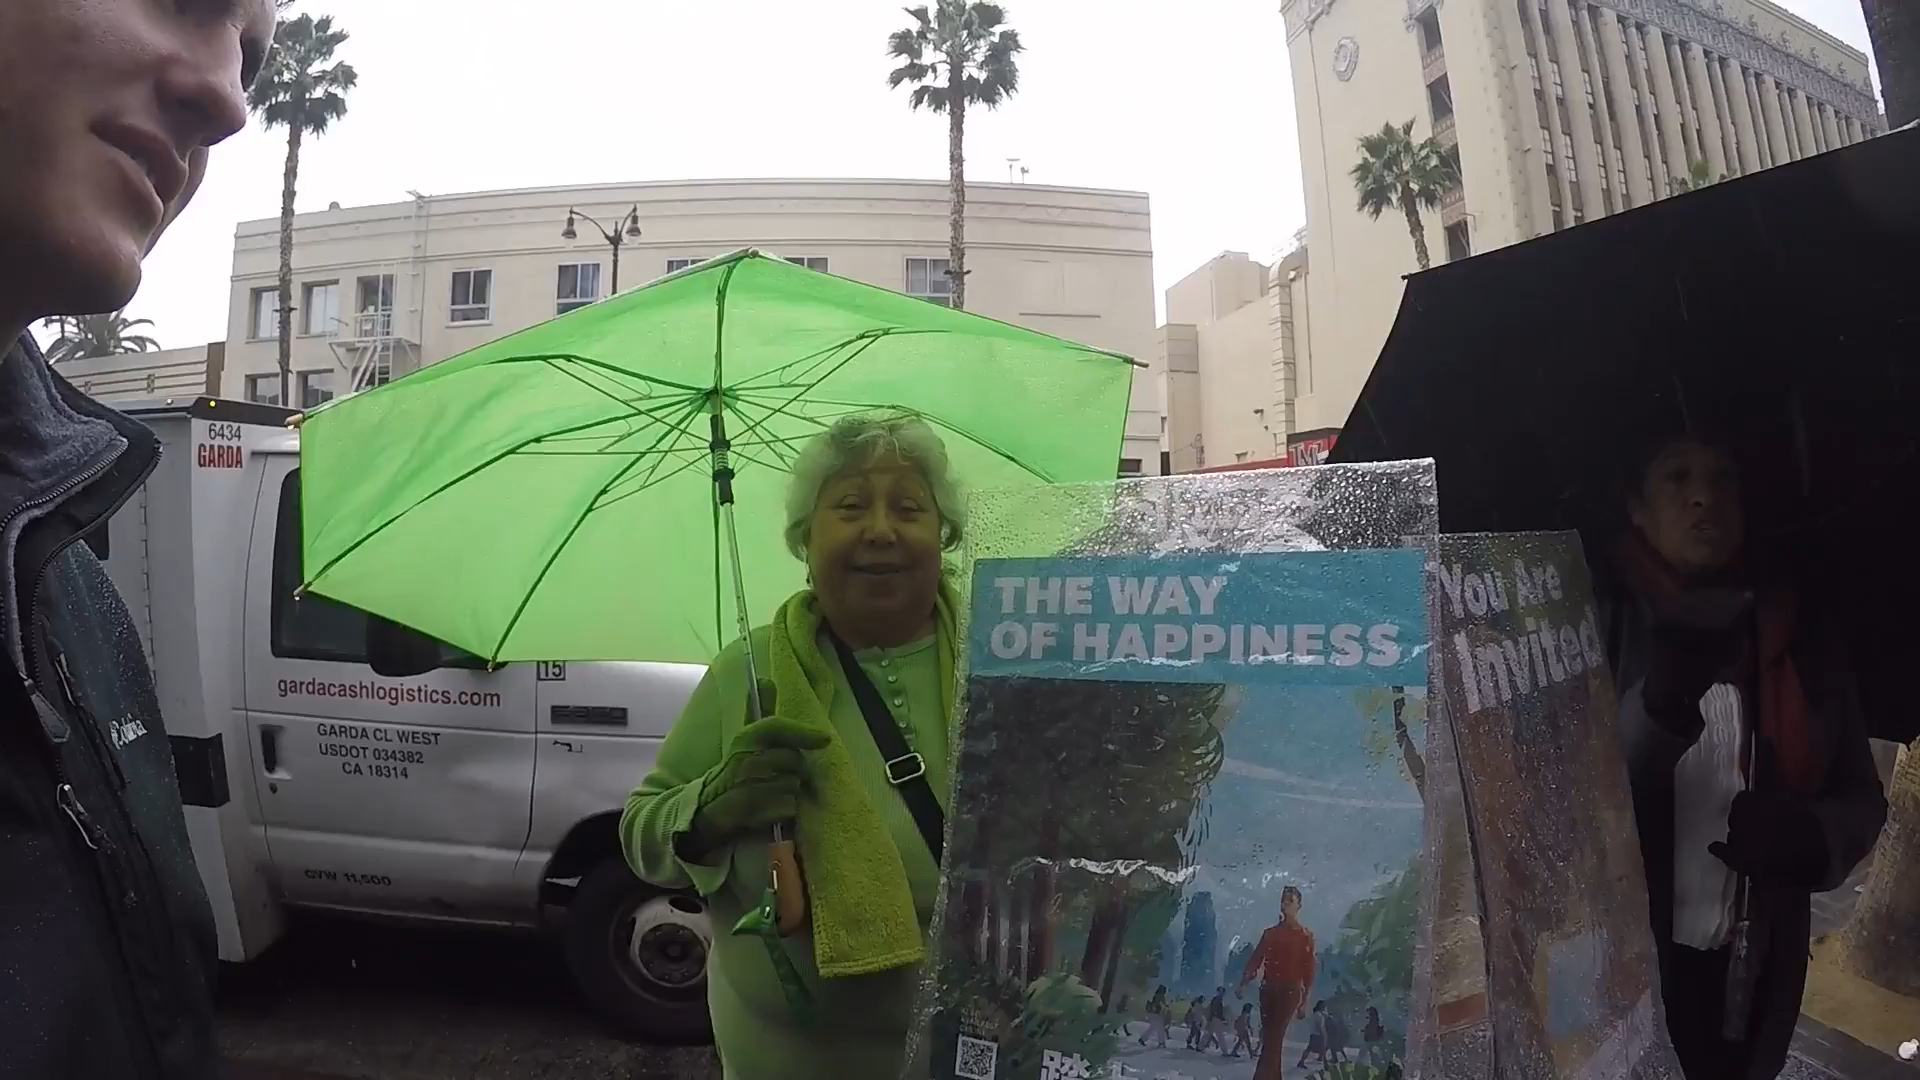 6434
GARDA
gardacashlogistics.com
15
GARDA CL WEST
USDOT 034382
CA 18314
GVW 11,500
THE WAY
OF HAPPINESS
You Are
Invited